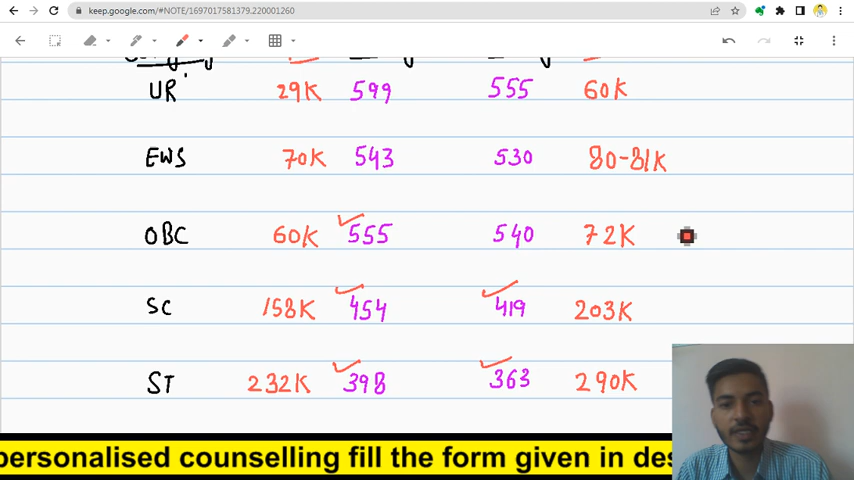 keep.google.com/#NOTE/1697017581379.220001260
UR 29K 599 555 60K
EWS 70K 543 530 80-81K
OBC 60K 555 540 72K
SC 158K 454 419 203K
ST 232K 398 363 290K
personalised counselling fill the form given in des